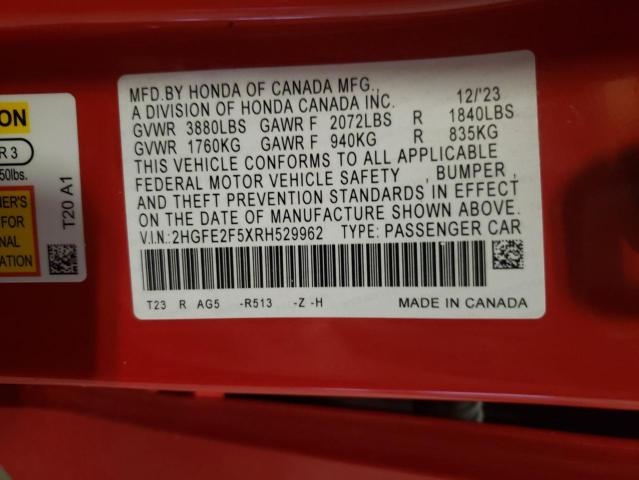 MFD.BY HONDA OF CANADA MFG.,
A DIVISION OF HONDA CANADA INC. 12/'23
GVWR 3880LBS GAWR F 2072LBS R 1840LBS
GVWR 1760KG GAWR F 940KG R 835KG
THIS VEHICLE CONFORMS TO ALL APPLICABLE
FEDERAL MOTOR VEHICLE SAFETY , BUMPER ,
AND THEFT PREVENTION STANDARDS IN EFFECT
ON THE DATE OF MANUFACTURE SHOWN ABOVE.
V.I.N.:2HGFE2F5XRH529962 TYPE: PASSENGER CAR
T23 R AG5 -R513 -Z -H MADE IN CANADA
ON
R 3
50lbs.
ER'S
FOR
NAL
ATION
T20 A1